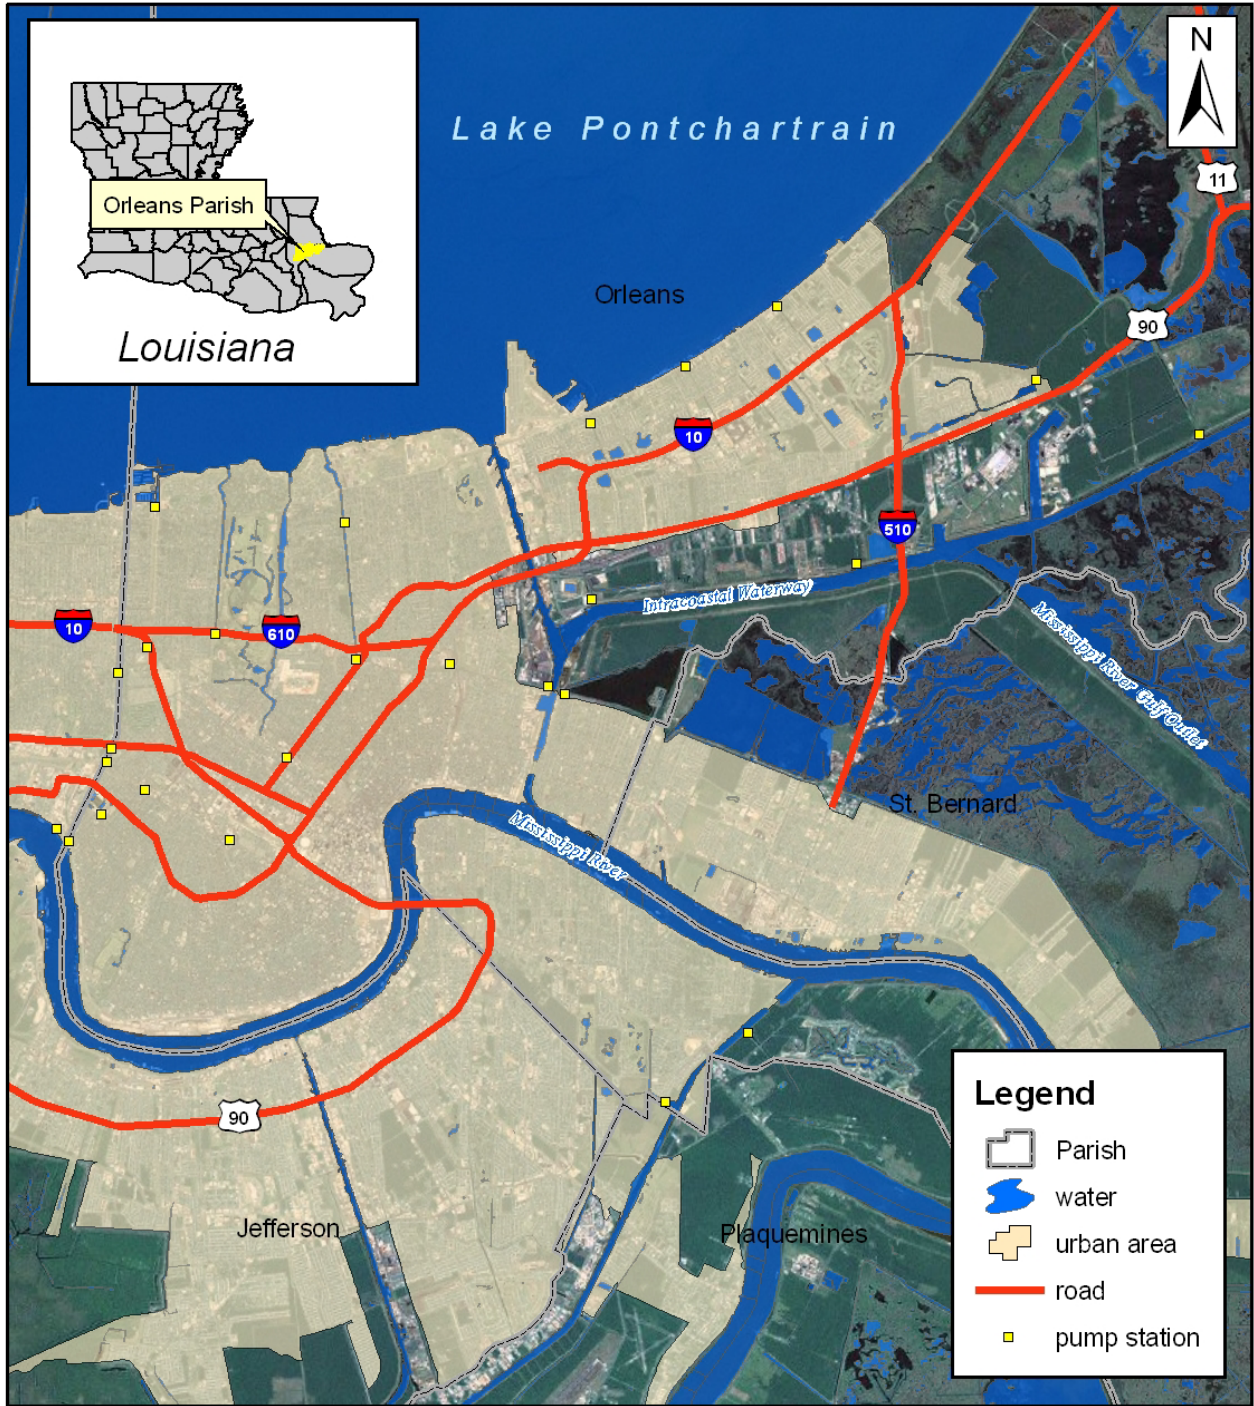 Orleans Parish
Louisiana
Lake Pontchartrain
N
11
90
Orleans
10
510
Intracoastal Waterway
10
610
Mississippi River Gulf Outlet
St. Bernard
Mississippi River
90
Jefferson
Plaquemines
Legend
Parish
water
urban area
road
pump station